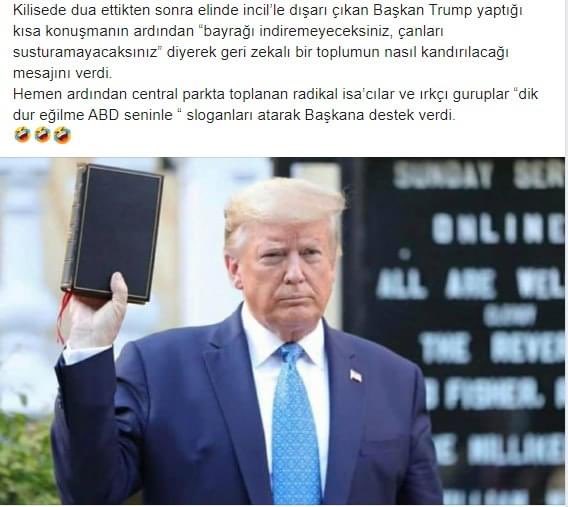 Kilisede dua ettikten sonra elinde incil’le dışarı çıkan Başkan Trump yaptığı
kısa konuşmanın ardından “bayrağı indiremeyeceksiniz, çanları
susturamayacaksınız” diyerek geri zekalı bir toplumun nasıl kandırılacağı
mesajını verdi.
Hemen ardından central parkta toplanan radikal isa’cılar ve ırkçı guruplar “dik
dur eğilme ABD seninle “ sloganları atarak Başkana destek verdi.
🤣🤣🤣
SUNDAY SER
ONLINE
ALL ARE WEL
THE REVER
FISHER